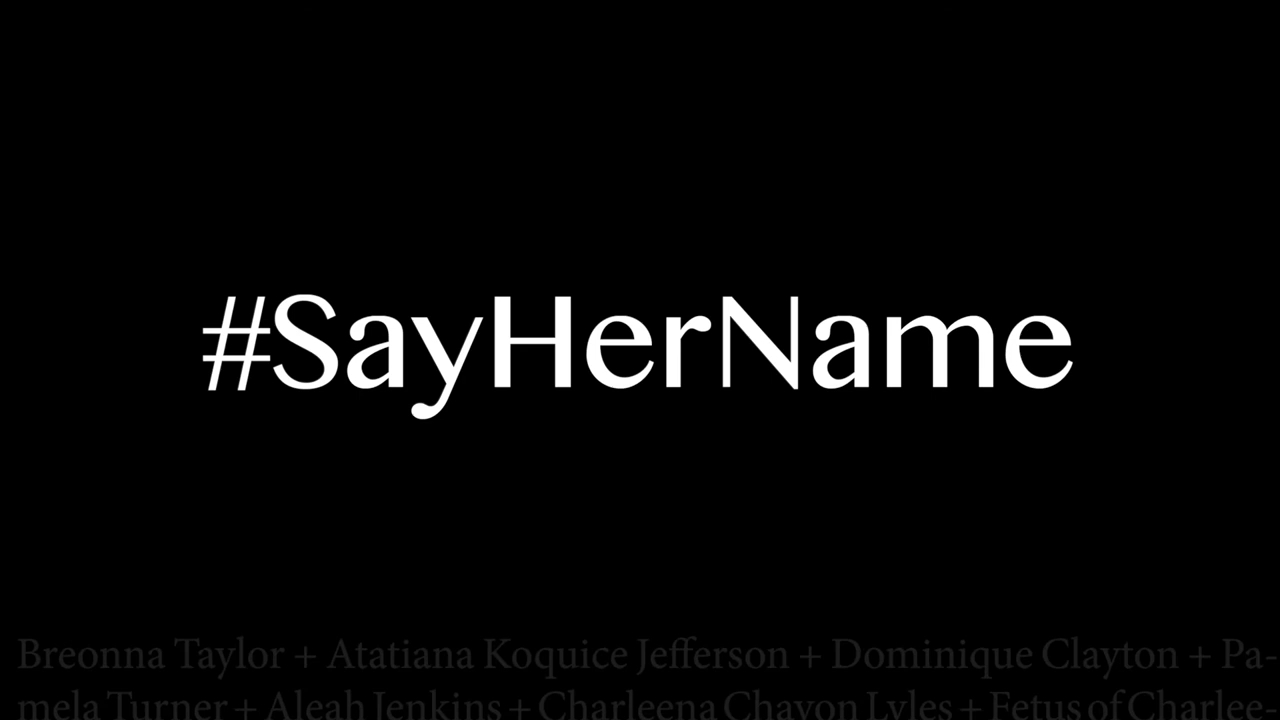 #SayHerName
Breonna Taylor + Atatiana Koquice Jefferson + Dominique Clayton + Pa-
mela Turner + Aleah Jenkins + Charleena Chavon Lyles + Fetus of Charlee-